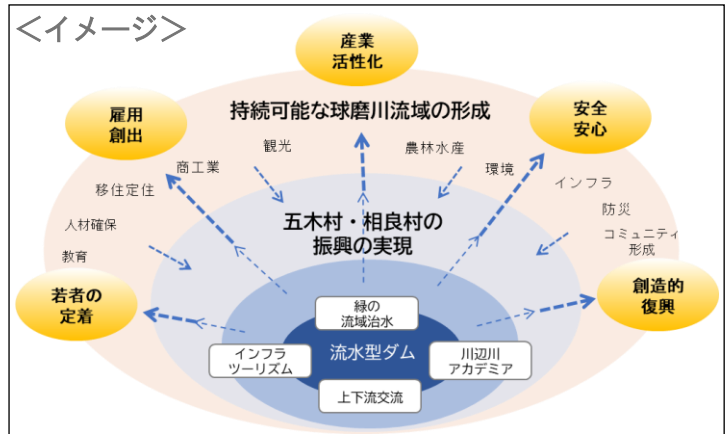 ＜イメージ＞
産業
活性化
持続可能な球磨川流域の形成
雇用
創出
安全
安心
観光
農林水産
商工業
環境
移住定住
インフラ
人材確保
防災
教育
コミュニティ
形成
五木村・相良村の
振興の実現
若者の
定着
創造的
復興
緑の
流域治水
インフラ
ツーリズム
流水型ダム
川辺川
アカデミア
上下流交流